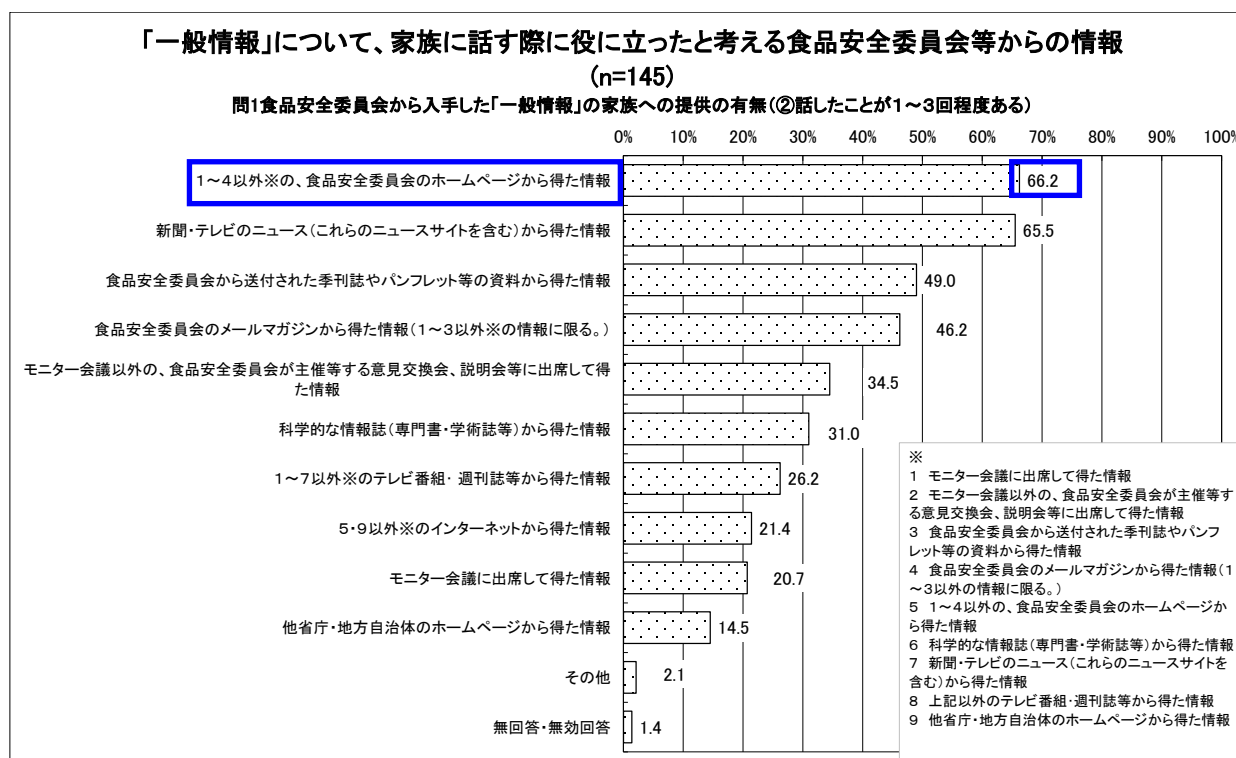 「一般情報」について、家族に話す際に役に立ったと考える食品安全委員会等からの情報
(n=145)
問1食品安全委員会から入手した「一般情報」の家族への提供の有無(②話したことが1~3回程度ある)
0% 10% 20% 30% 40% 50% 60% 70% 80% 90% 100%
1~4以外※の、食品安全委員会のホームページから得た情報 66.2
新聞・テレビのニュース(これらのニュースサイトを含む)から得た情報 65.5
食品安全委員会から送付された季刊誌やパンフレット等の資料から得た情報 49.0
食品安全委員会のメールマガジンから得た情報(1~3以外※の情報に限る。) 46.2
モニター会議以外の、食品安全委員会が主催等する意見交換会、説明会等に出席して得
た情報 34.5
科学的な情報誌(専門書・学術誌等)から得た情報 31.0
1~7以外※のテレビ番組・週刊誌等から得た情報 26.2
5・9以外※のインターネットから得た情報 21.4
モニター会議に出席して得た情報 20.7
他省庁・地方自治体のホームページから得た情報 14.5
その他 2.1
無回答・無効回答 1.4
※
1 モニター会議に出席して得た情報
2 モニター会議以外の、食品安全委員会が主催等す
る意見交換会、説明会等に出席して得た情報
3 食品安全委員会から送付された季刊誌やパンフ
レット等の資料から得た情報
4 食品安全委員会のメールマガジンから得た情報(1
~3以外の情報に限る。)
5 1~4以外の、食品安全委員会のホームページか
ら得た情報
6 科学的な情報誌(専門書・学術誌等)から得た情報
7 新聞・テレビのニュース(これらのニュースサイトを
含む)から得た情報
8 上記以外のテレビ番組・週刊誌等から得た情報
9 他省庁・地方自治体のホームページから得た情報